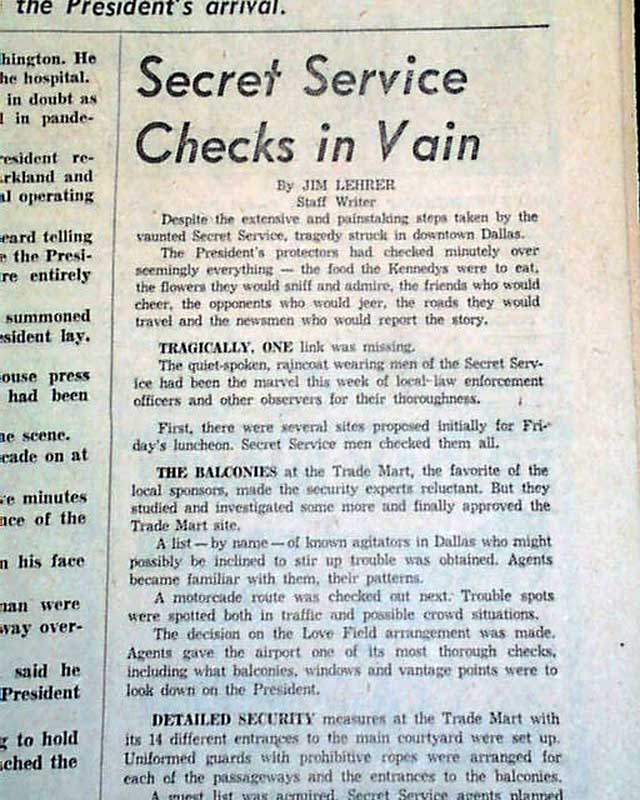 the President's arrival.
hington. He
he hospital.
in doubt as
l in pande-
resident re-
rkland and
al operating
eard telling
e the Presi-
re entirely
summoned
esident lay.
ouse press
had been
ne scene.
cade on at
ve minutes
nce of the
n his face
man were
way over-
said he
President
g to hold
ched the
Secret Service
Checks in Vain
By JIM LEHRER
Staff Writer
Despite the extensive and painstaking steps taken by the
vaunted Secret Service, tragedy struck in downtown Dallas.
The President's protectors had checked minutely over
seemingly everything — the food the Kennedys were to eat,
the flowers they would sniff and admire, the friends who would
cheer, the opponents who would jeer, the roads they would
travel and the newsmen who would report the story.
TRAGICALLY, ONE link was missing.
The quiet-spoken, raincoat wearing men of the Secret Serv-
ice had been the marvel this week of local law enforcement
officers and other observers for their thoroughness.
First, there were several sites proposed initially for Fri-
day's luncheon. Secret Service men checked them all.
THE BALCONIES at the Trade Mart, the favorite of the
local sponsors, made the security experts reluctant. But they
studied and investigated some more and finally approved the
Trade Mart site.
A list — by name — of known agitators in Dallas who might
possibly be inclined to stir up trouble was obtained. Agents
became familiar with them, their patterns.
A motorcade route was checked out next. Trouble spots
were spotted both in traffic and possible crowd situations.
The decision on the Love Field arrangement was made.
Agents gave the airport one of its most thorough checks,
including what balconies, windows and vantage points were to
look down on the President.
DETAILED SECURITY measures at the Trade Mart with
its 14 different entrances to the main courtyard were set up.
Uniformed guards with prohibitive ropes were arranged for
each of the passageways and the entrances to the balconies.
A guest list was acquired. Secret Service agents planned